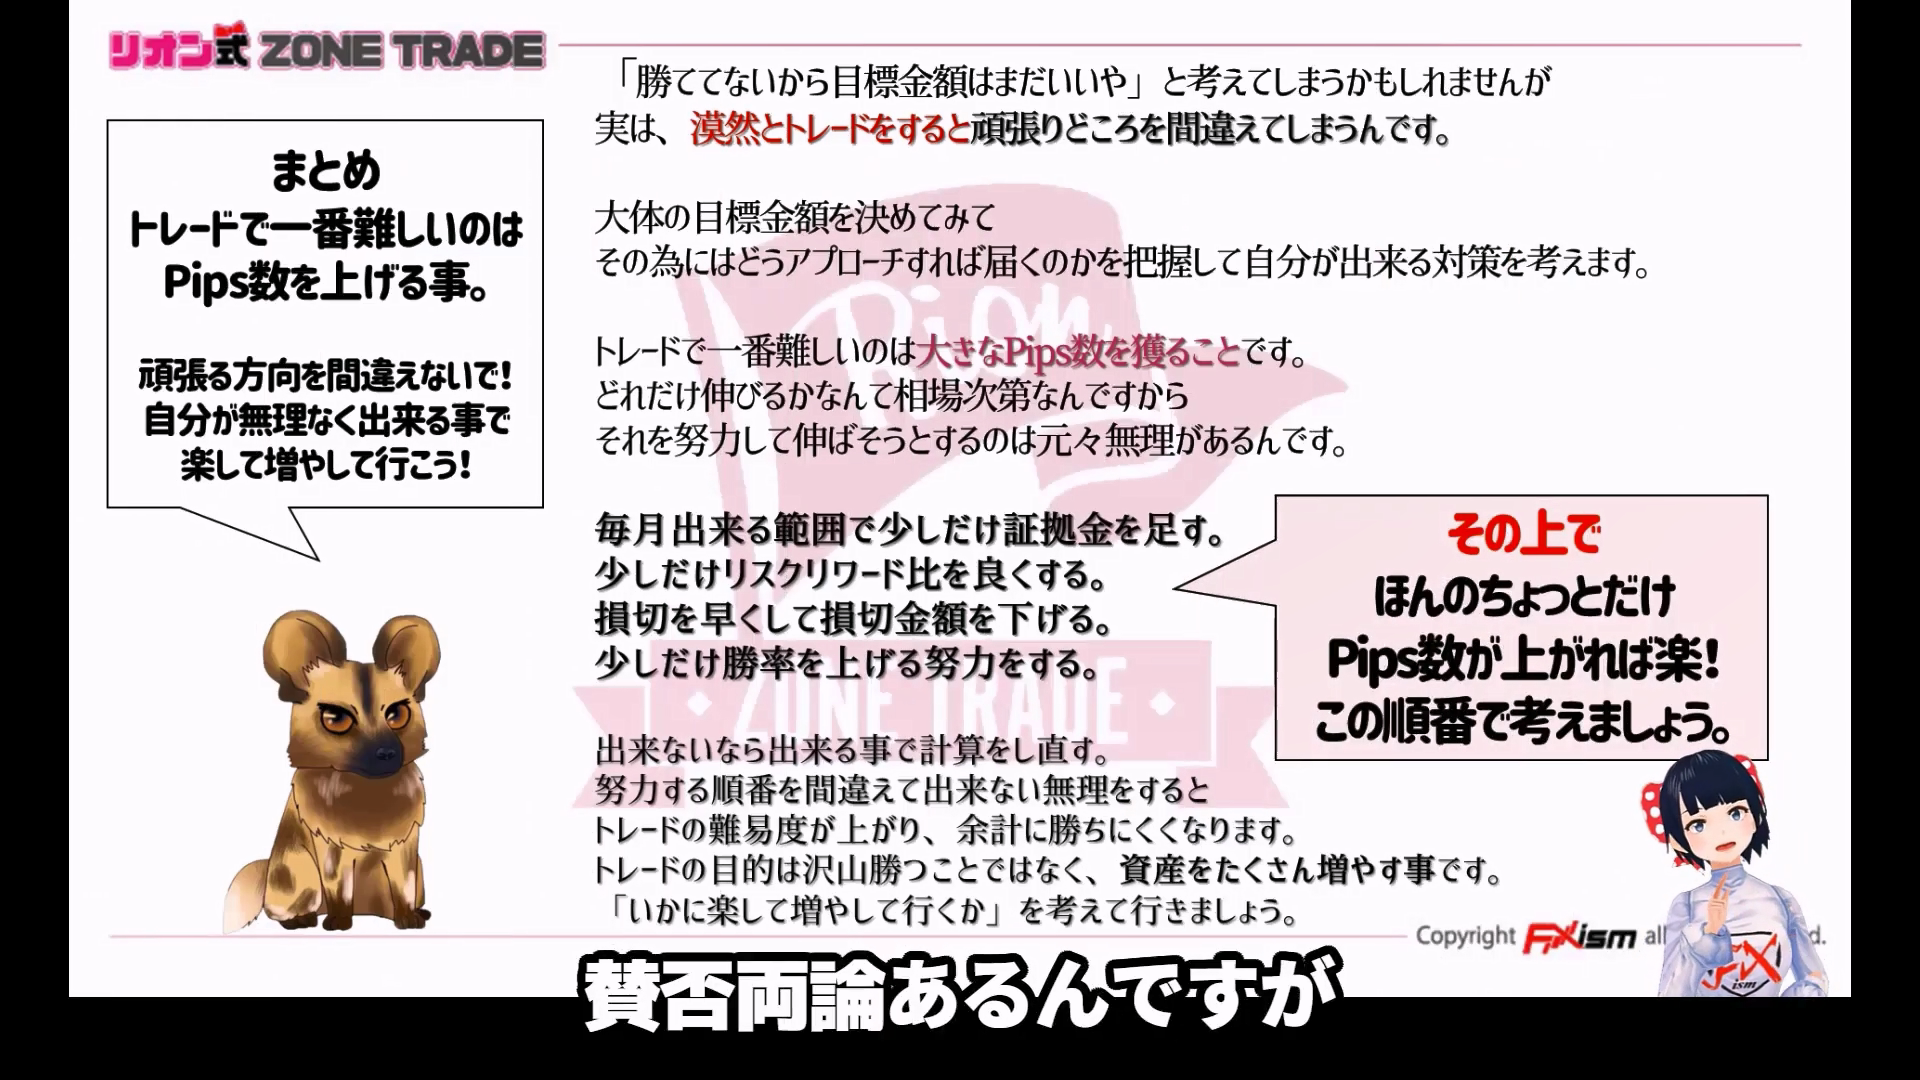 リオン式 ZONE TRADE
まとめ
トレードで一番難しいのは
Pips数を上げる事。
頑張る方向を間違えないで!
自分が無理なく出来る事で
楽して増やして行こう!
「勝ててないから目標金額はまだいいや」と考えてしまうかもしれませんが
実は、漠然とトレードをすると頑張りどころを間違えてしまうんです。
大体の目標金額を決めてみて
その為にはどうアプローチすれば届くのかを把握して自分が出来る対策を考えます。
トレードで一番難しいのは大きなPips数を獲ることです。
どれだけ伸びるかなんて相場次第なんですから
それを努力して伸ばそうとするのは元々無理があるんです。
毎月出来る範囲で少しだけ証拠金を足す。
少しだけリスクリワード比を良くする。
損切を早くして損切金額を下げる。
少しだけ勝率を上げる努力をする。
その上で
ほんのちょっとだけ
Pips数が上がれば楽!
この順番で考えましょう。
出来ないなら出来る事で計算をし直す。
努力する順番を間違えて出来ない無理をすると
トレードの難易度が上がり、余計に勝ちにくくなります。
トレードの目的は沢山勝つことではなく、資産をたくさん増やす事です。
「いかに楽して増やして行くか」を考えて行きましょう。
Rion
ZONE TRADE
Copyright FXism all d.
FX
ism
賛否両論あるんですが